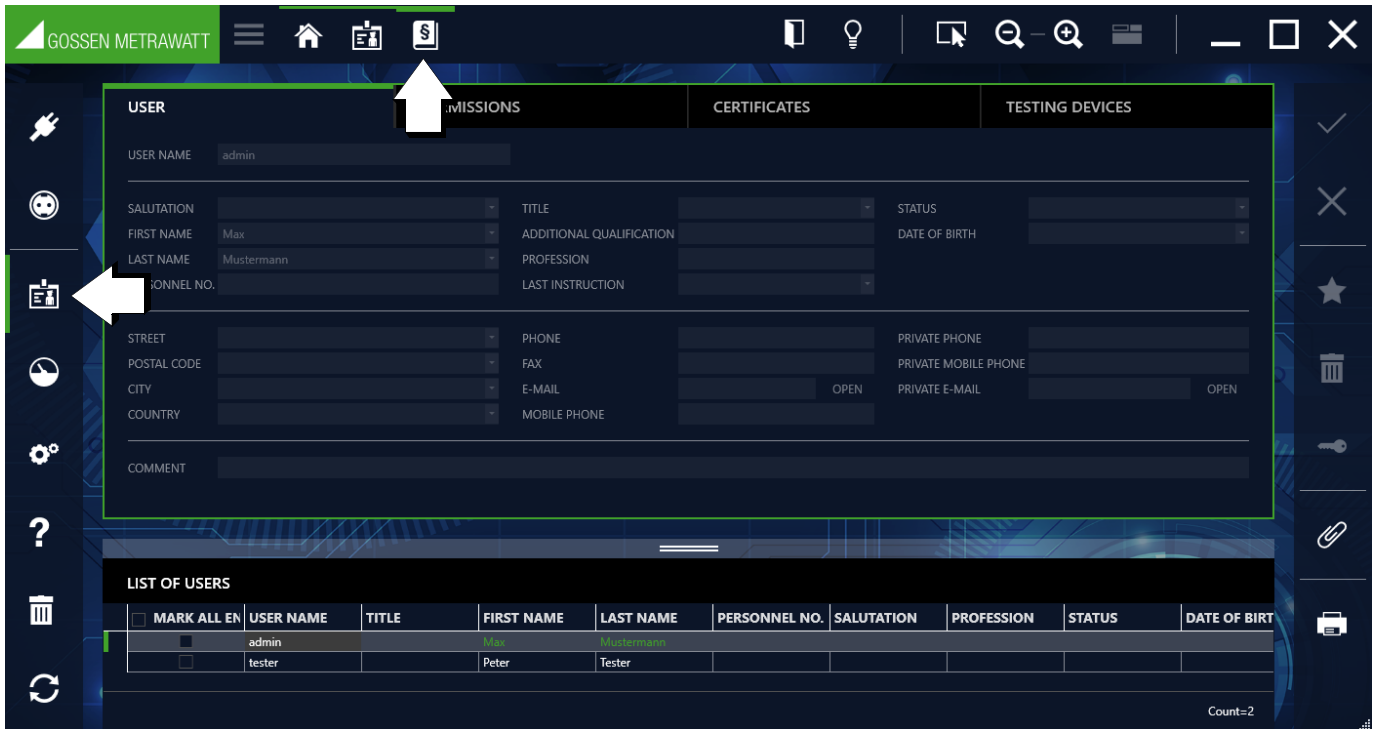 GOSSEN METRAWATT §
USER MISSIONS CERTIFICATES TESTING DEVICES
USER NAME admin
SALUTATION TITLE STATUS
FIRST NAME Max ADDITIONAL QUALIFICATION DATE OF BIRTH
LAST NAME Mustermann PROFESSION
SONNEL NO. LAST INSTRUCTION
STREET PHONE PRIVATE PHONE
POSTAL CODE FAX PRIVATE MOBILE PHONE
CITY E-MAIL OPEN PRIVATE E-MAIL OPEN
COUNTRY MOBILE PHONE
COMMENT
?
LIST OF USERS
MARK ALL EN USER NAME TITLE FIRST NAME LAST NAME PERSONNEL NO. SALUTATION PROFESSION STATUS DATE OF BIRT
admin Max Mustermann
tester Peter Tester
Count=2